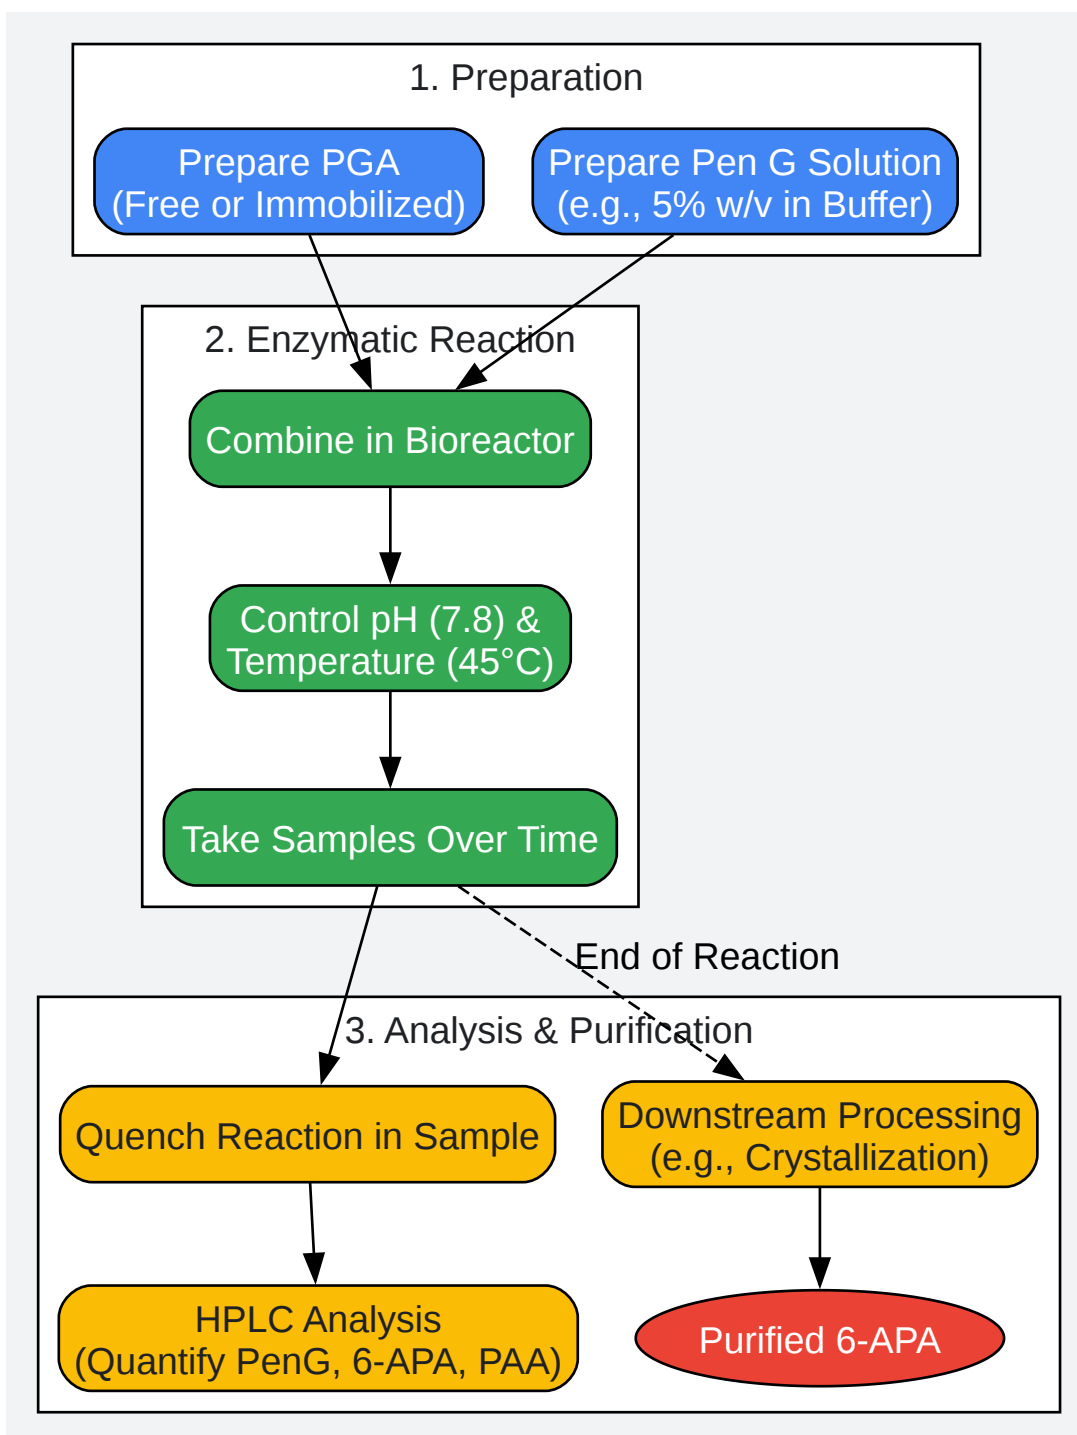 1. Preparation
Prepare PGA
(Free or Immobilized)
Prepare Pen G Solution
(e.g., 5% w/v in Buffer)
2. Enzymatic Reaction
Combine in Bioreactor
Control pH (7.8) &
Temperature (45°C)
Take Samples Over Time
End of Reaction
3. Analysis & Purification
Quench Reaction in Sample
Downstream Processing
(e.g., Crystallization)
HPLC Analysis
(Quantify PenG, 6-APA, PAA)
Purified 6-APA